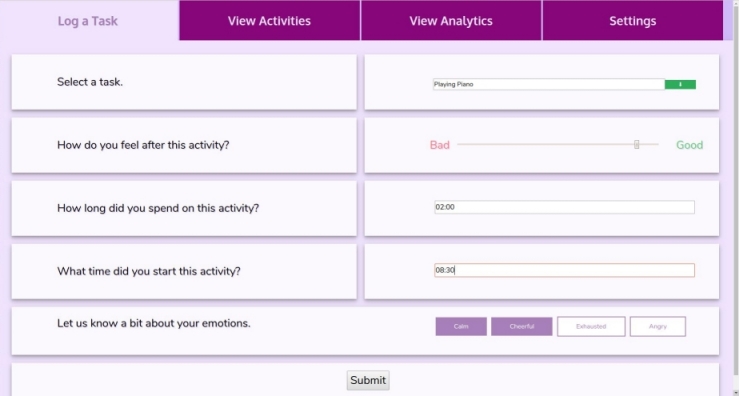 Log a Task
View Activities
View Analytics
Settings
Select a task.
Playing Piano
How do you feel after this activity?
Bad
Good
How long did you spend on this activity?
02:00
What time did you start this activity?
08:30
Let us know a bit about your emotions.
Calm
Cheerful
Exhausted
Angry
Submit